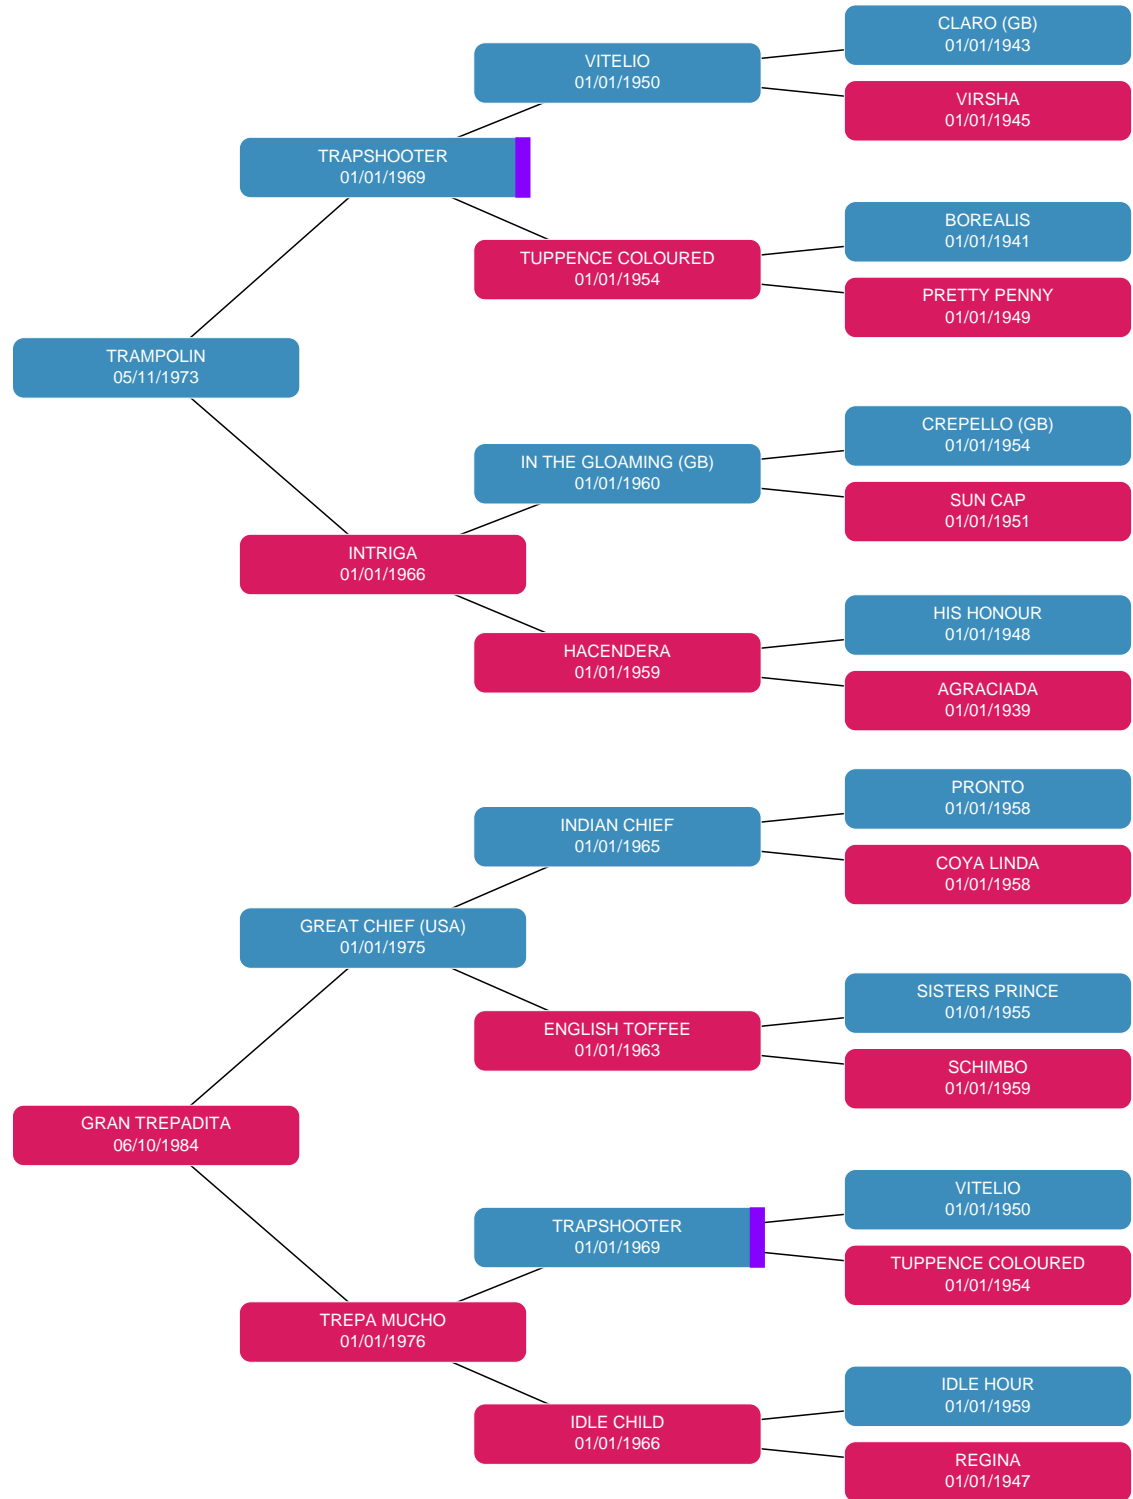 CLARO (GB)
01/01/1943
VITELIO
01/01/1950
VIRSHA
01/01/1945
TRAPSHOOTER
01/01/1969
BOREALIS
01/01/1941
TUPPENCE COLOURED
01/01/1954
PRETTY PENNY
01/01/1949
TRAMPOLIN
05/11/1973
CREPELLO (GB)
01/01/1954
IN THE GLOAMING (GB)
01/01/1960
SUN CAP
01/01/1951
INTRIGA
01/01/1966
HIS HONOUR
01/01/1948
HACENDERA
01/01/1959
AGRACIADA
01/01/1939
PRONTO
01/01/1958
INDIAN CHIEF
01/01/1965
COYA LINDA
01/01/1958
GREAT CHIEF (USA)
01/01/1975
SISTERS PRINCE
01/01/1955
ENGLISH TOFFEE
01/01/1963
SCHIMBO
01/01/1959
GRAN TREPADITA
06/10/1984
VITELIO
01/01/1950
TRAPSHOOTER
01/01/1969
TUPPENCE COLOURED
01/01/1954
TREPA MUCHO
01/01/1976
IDLE HOUR
01/01/1959
IDLE CHILD
01/01/1966
REGINA
01/01/1947